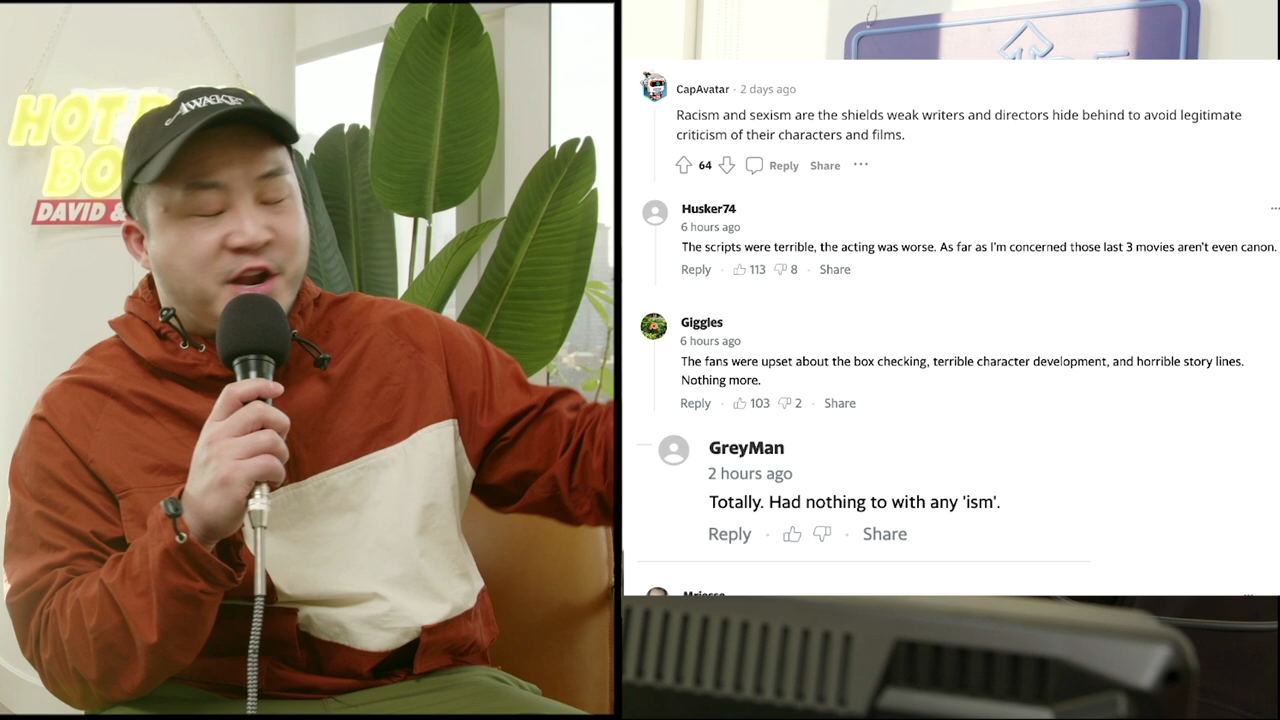 HOT
BO
DAVID &
AWAKE
CapAvatar · 2 days ago
Racism and sexism are the shields weak writers and directors hide behind to avoid legitimate
criticism of their characters and films.
64 Reply Share ...
Husker74
6 hours ago
The scripts were terrible, the acting was worse. As far as I'm concerned those last 3 movies aren't even canon.
Reply · 113 8 · Share
Giggles
6 hours ago
The fans were upset about the box checking, terrible character development, and horrible story lines.
Nothing more.
Reply · 103 2 · Share
GreyMan
2 hours ago
Totally. Had nothing to with any 'ism'.
Reply · · Share